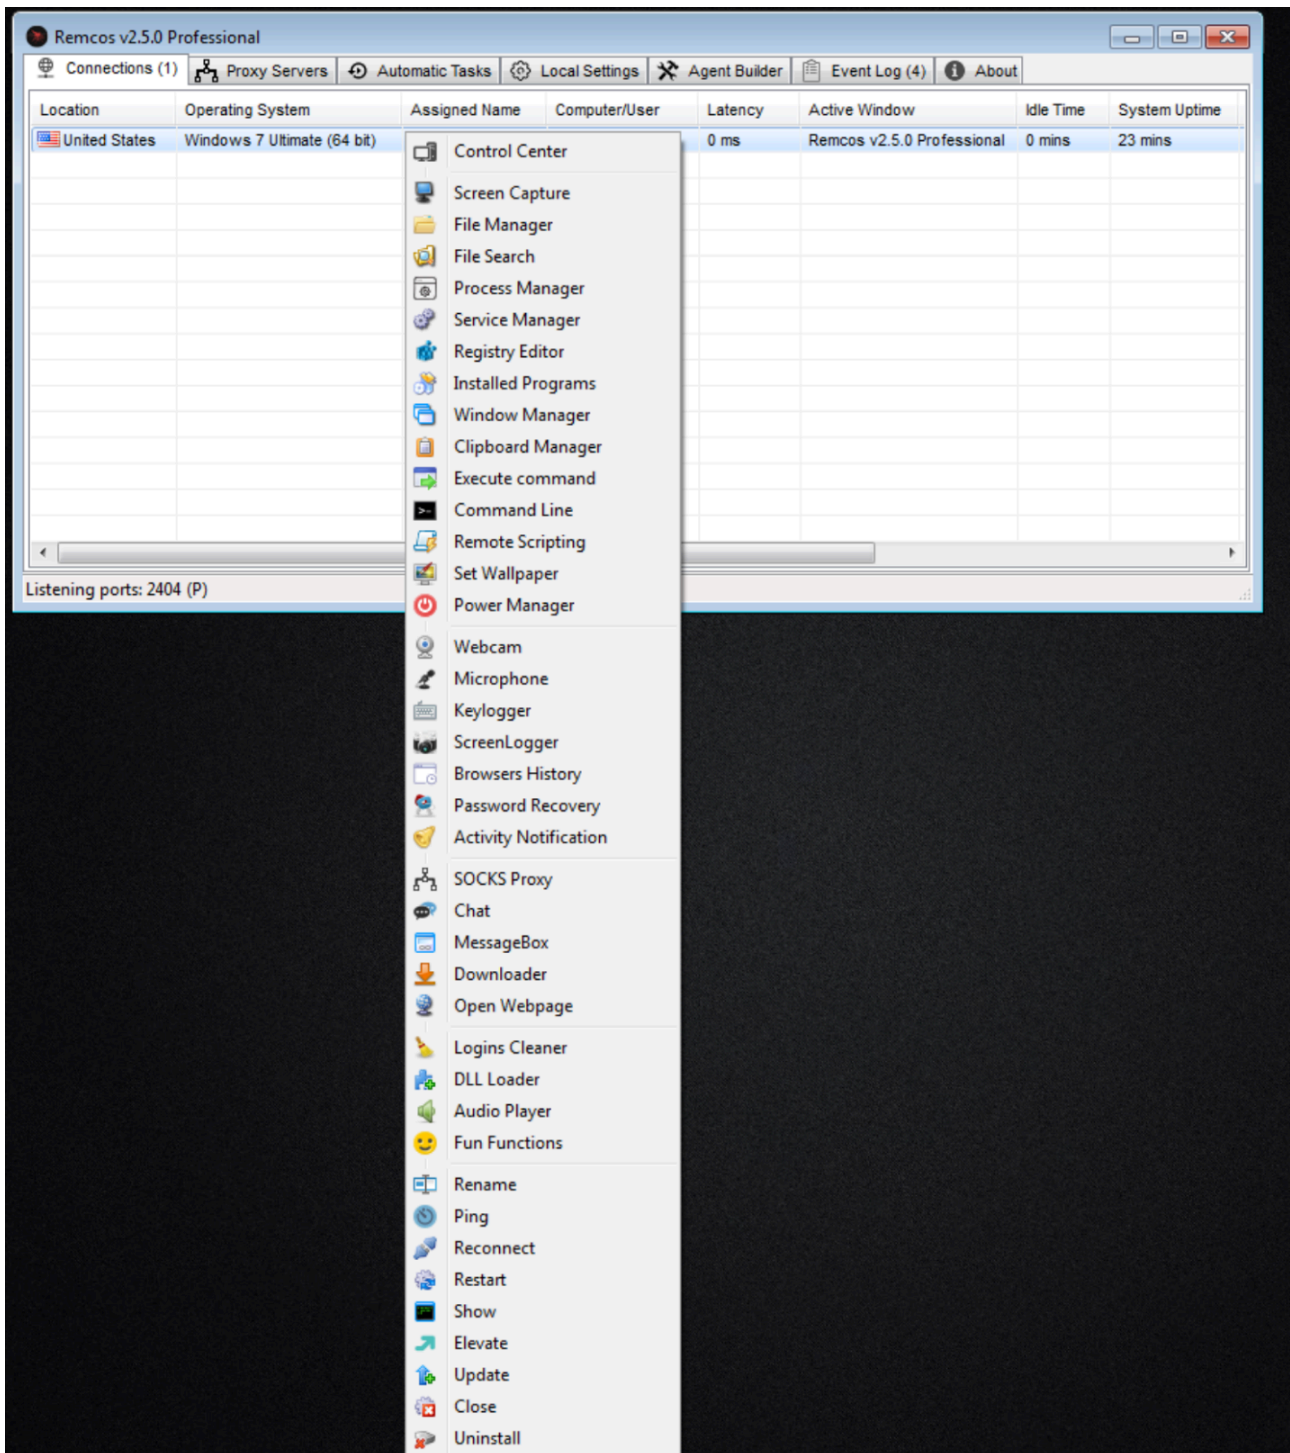 Remcos v2.5.0 Professional
Connections (1) Proxy Servers Automatic Tasks Local Settings Agent Builder Event Log (4) About
Location Operating System Assigned Name Computer/User Latency Active Window Idle Time System Uptime
United States Windows 7 Ultimate (64 bit) 0 ms Remcos v2.5.0 Professional 0 mins 23 mins
Control Center
Screen Capture
File Manager
File Search
Process Manager
Service Manager
Registry Editor
Installed Programs
Window Manager
Clipboard Manager
Execute command
Command Line
Remote Scripting
Set Wallpaper
Listening ports: 2404 (P)
Power Manager
Webcam
Microphone
Keylogger
ScreenLogger
Browsers History
Password Recovery
Activity Notification
SOCKS Proxy
Chat
MessageBox
Downloader
Open Webpage
Logins Cleaner
DLL Loader
Audio Player
Fun Functions
Rename
Ping
Reconnect
Restart
Show
Elevate
Update
Close
Uninstall